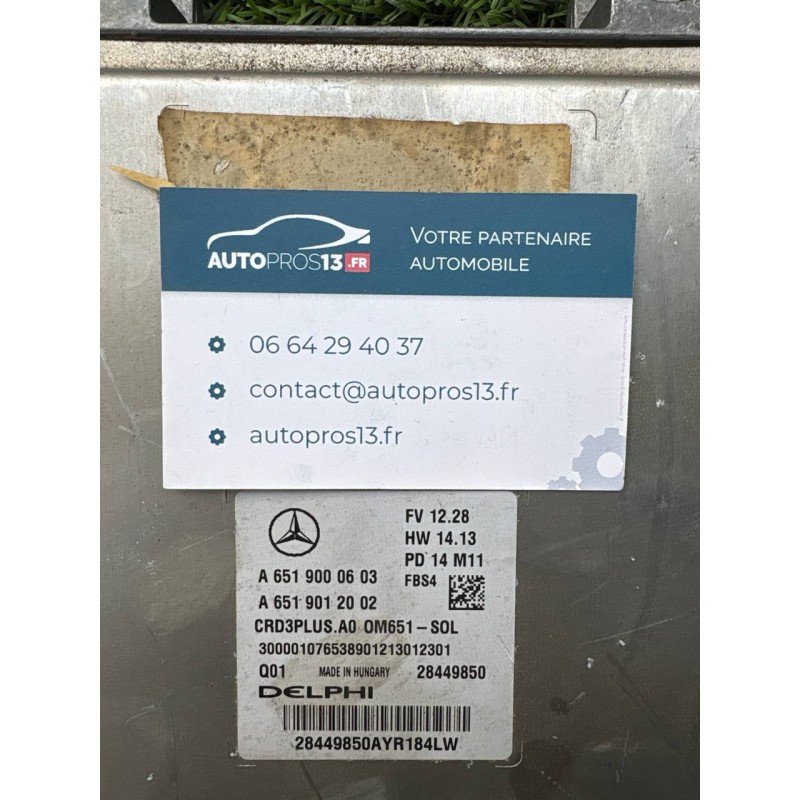 AUTOPROS13.FR
VOTRE PARTENAIRE
AUTOMOBILE
06 64 29 40 37
contact@autopros13.fr
autopros13.fr
FV 12.28
HW 14.13
PD 14 M11
A 651 900 06 03 FBS4
A 651 901 20 02
CRD3PLUS.A0 OM651-SOL
300001076538901213012301
Q01 MADE IN HUNGARY 28449850
DELPHI
28449850AYR184LW